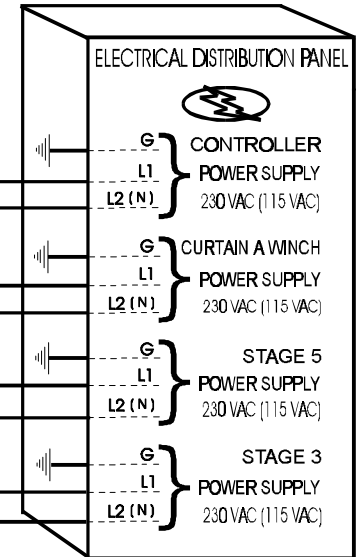 ELECTRICAL DISTRIBUTION PANEL
G CONTROLLER
L1 POWER SUPPLY
L2 (N) 230 VAC (115 VAC)
G CURTAIN A WINCH
L1 POWER SUPPLY
L2 (N) 230 VAC (115 VAC)
G STAGE 5
L1 POWER SUPPLY
L2 (N) 230 VAC (115 VAC)
G STAGE 3
L1 POWER SUPPLY
L2 (N) 230 VAC (115 VAC)